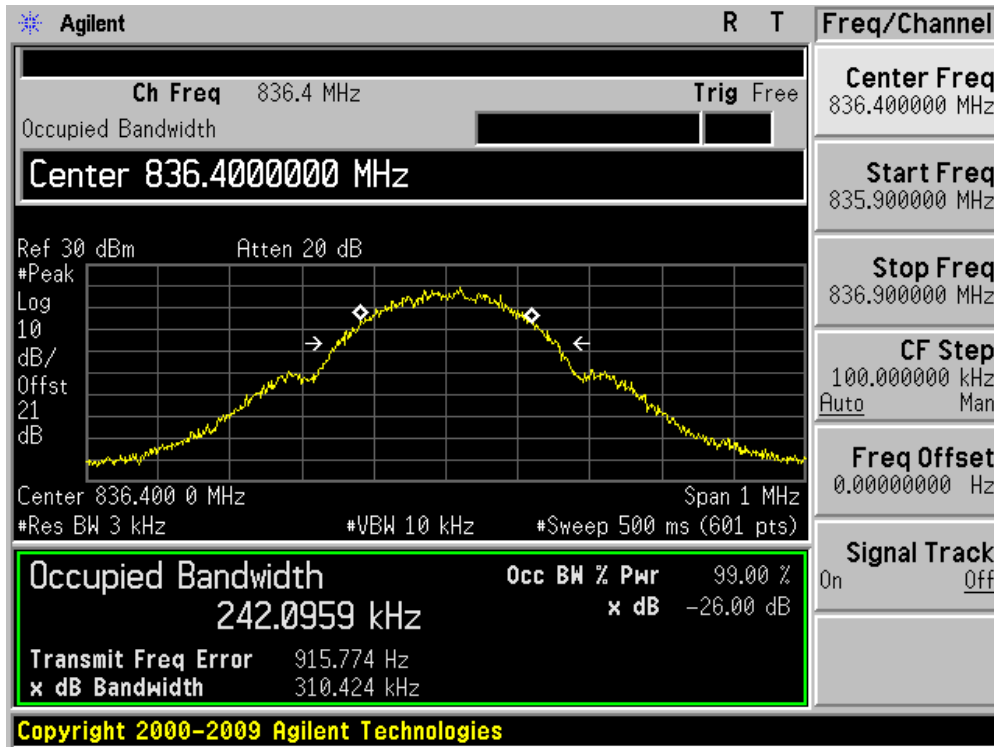 Agilent
R T
Freq/Channel
Ch Freq 836.4 MHz
Trig Free
Occupied Bandwidth
Center 836.4000000 MHz
Ref 30 dBm
Atten 20 dB
#Peak
Log
10
dB/
Offst
21
dB
Center 836.400 0 MHz
Span 1 MHz
#Res BW 3 kHz
#VBW 10 kHz
#Sweep 500 ms (601 pts)
Occupied Bandwidth
242.0959 kHz
Occ BW % Pwr 99.00 %
x dB -26.00 dB
Transmit Freq Error 915.774 Hz
x dB Bandwidth 310.424 kHz
Copyright 2000-2009 Agilent Technologies
Center Freq
836.400000 MHz
Start Freq
835.900000 MHz
Stop Freq
836.900000 MHz
CF Step
100.000000 kHz
Auto Man
Freq Offset
0.00000000 Hz
Signal Track
On Off